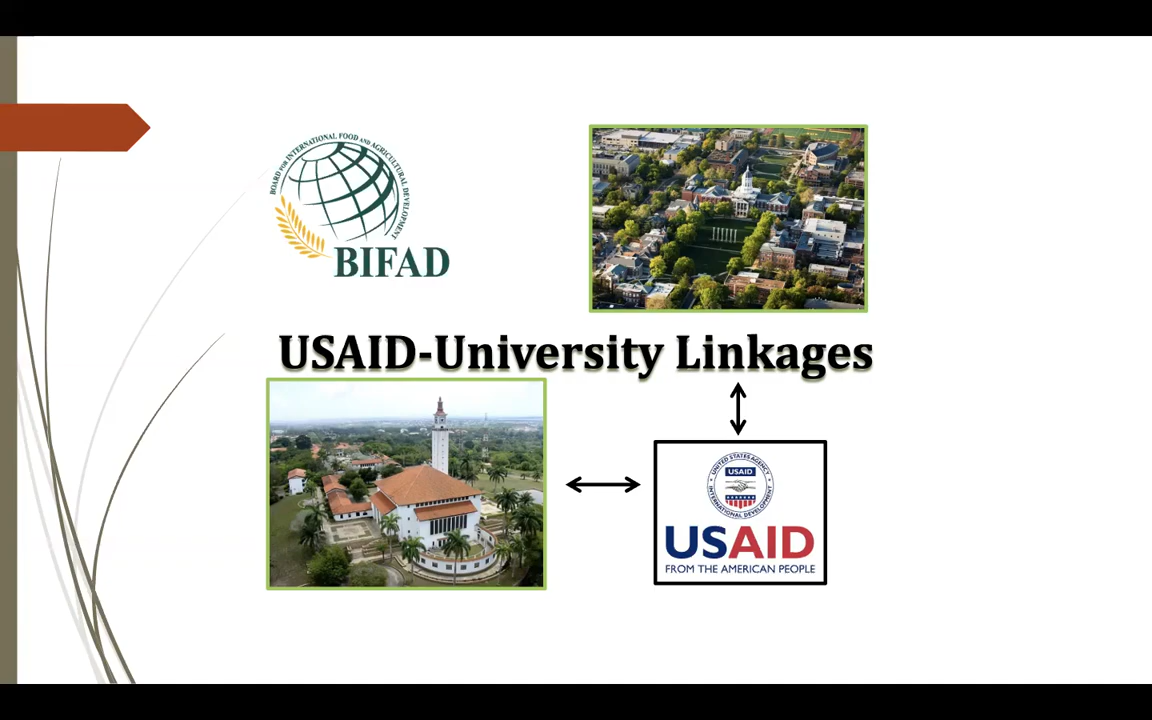 BOARD FOR INTERNATIONAL FOOD AND AGRICULTURAL DEVELOPMENT
BIFAD
USAID-University Linkages
UNITED STATES AGENCY
USAID
INTERNATIONAL DEVELOPMENT
USAID
FROM THE AMERICAN PEOPLE